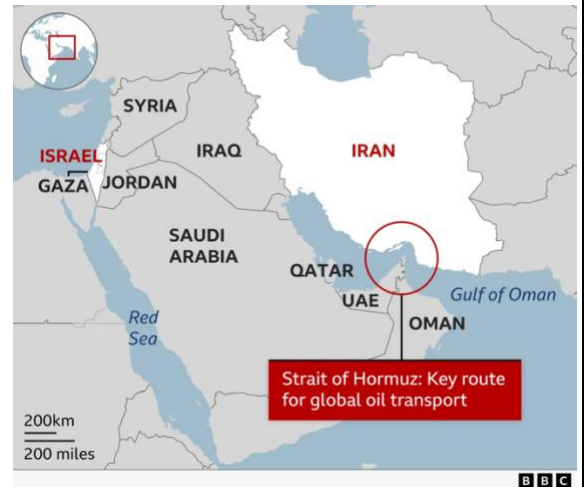 SYRIA
ISRAEL
IRAQ
IRAN
GAZA
JORDAN
SAUDI
ARABIA
QATAR
UAE
Gulf of Oman
OMAN
Red
Sea
Strait of Hormuz: Key route
for global oil transport
200km
200 miles
BBC